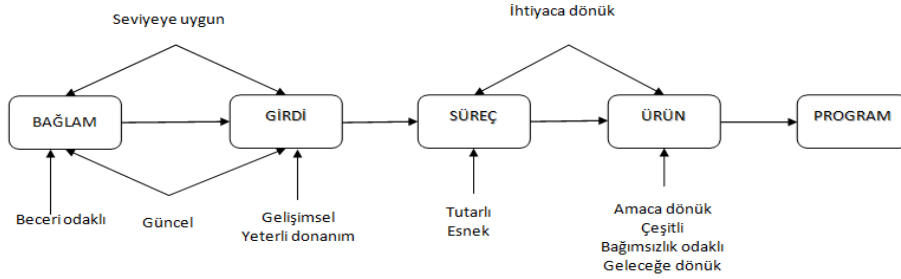 Seviyeye uygun
İhtiyaca dönük
BAĞLAM
GİRDİ
SÜREÇ
ÜRÜN
PROGRAM
Beceri odaklı
Güncel
Gelişimsel
Yeterli donanım
Tutarlı
Esnek
Amaca dönük
Çeşitli
Bağımsızlık odaklı
Geleceğe dönük